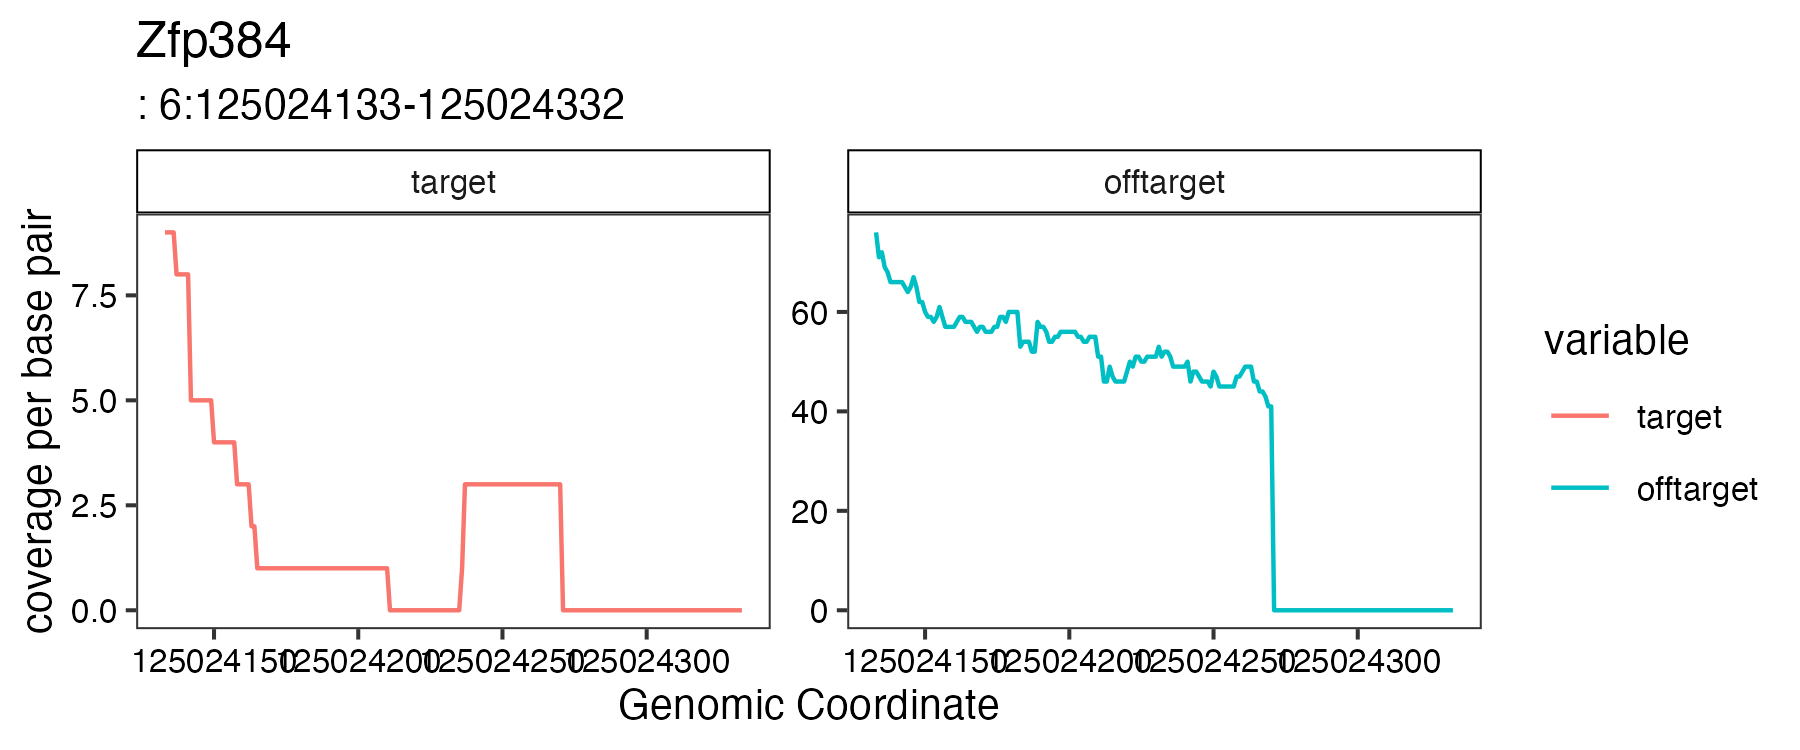 Zfp384
: 6:125024133-125024332
target
offtarget
coverage per base pair
7.5
5.0
2.5
0.0
60
40
20
0
125024150 125024200 125024250 125024300
125024150 125024200 125024250 125024300
Genomic Coordinate
variable
target
offtarget